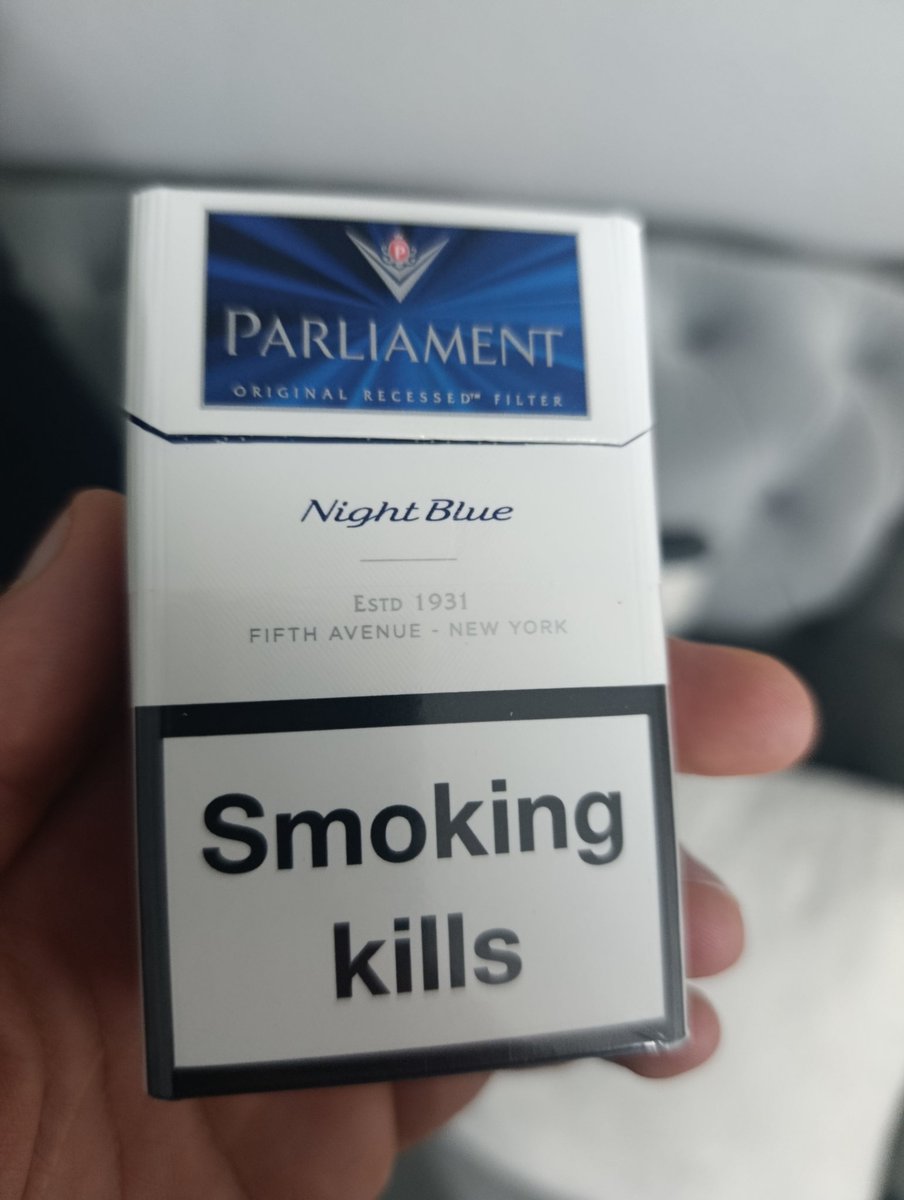 P
PARLIAMENT
ORIGINAL RECESSED™ FILTER
Night Blue
ESTD 1931
FIFTH AVENUE - NEW YORK
Smoking
kills